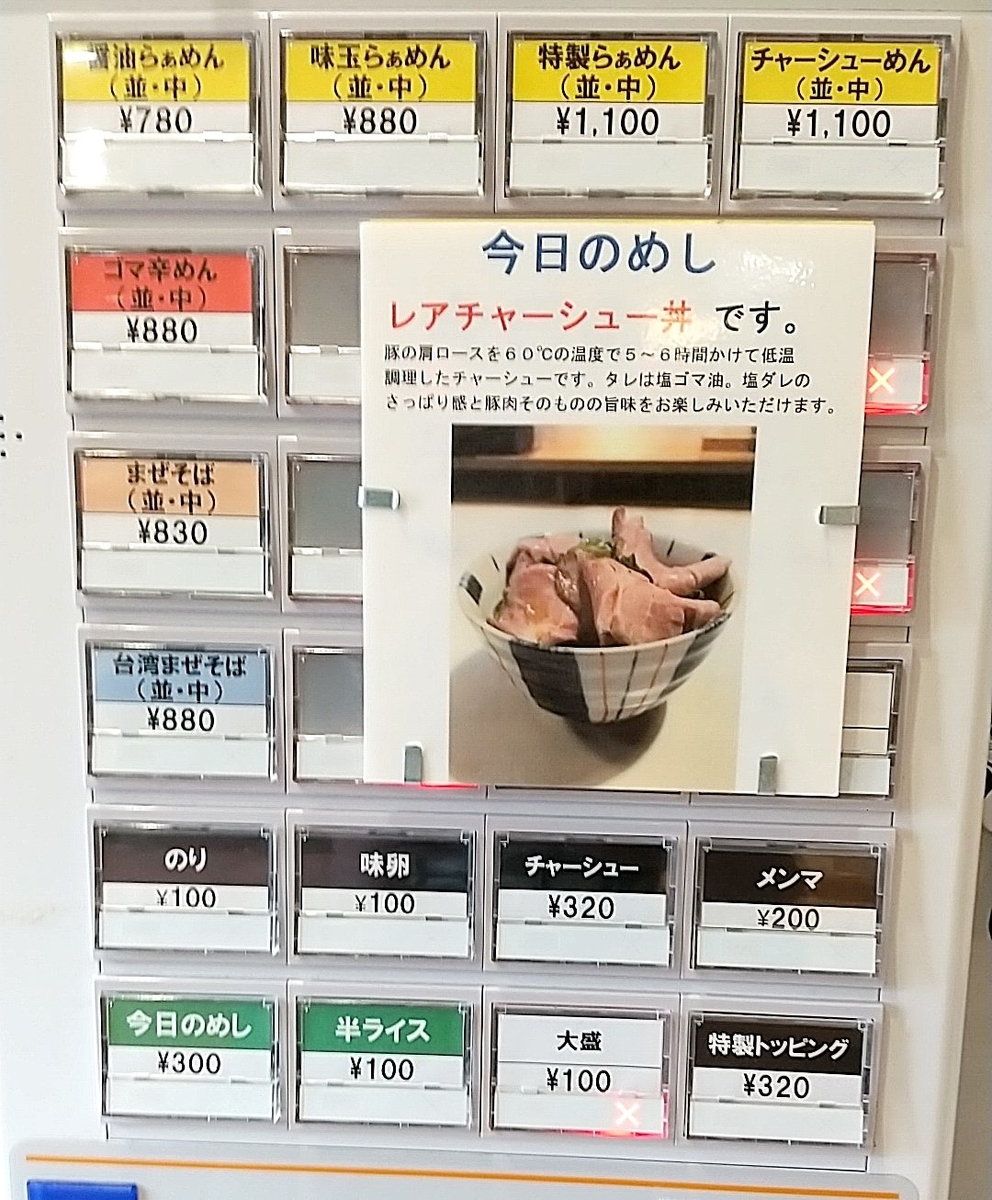 醤油らぁめん
(並・中)
¥780
味玉らぁめん
(並・中)
¥880
特製らぁめん
(並・中)
¥1,100
チャーシューめん
(並・中)
¥1,100
ゴマ辛めん
(並・中)
¥880
今日のめし
レアチャーシュー丼 です。
豚の肩ロースを60℃の温度で5～6時間かけて低温
調理したチャーシューです。タレは塩ゴマ油。塩ダレの
さっぱり感と豚肉そのものの旨味をお楽しみいただけます。
まぜそば
(並・中)
¥830
台湾まぜそば
(並・中)
¥880
のり
¥100
味卵
¥100
チャーシュー
¥320
メンマ
¥200
今日のめし
¥300
半ライス
¥100
大盛
¥100
特製トッピング
¥320